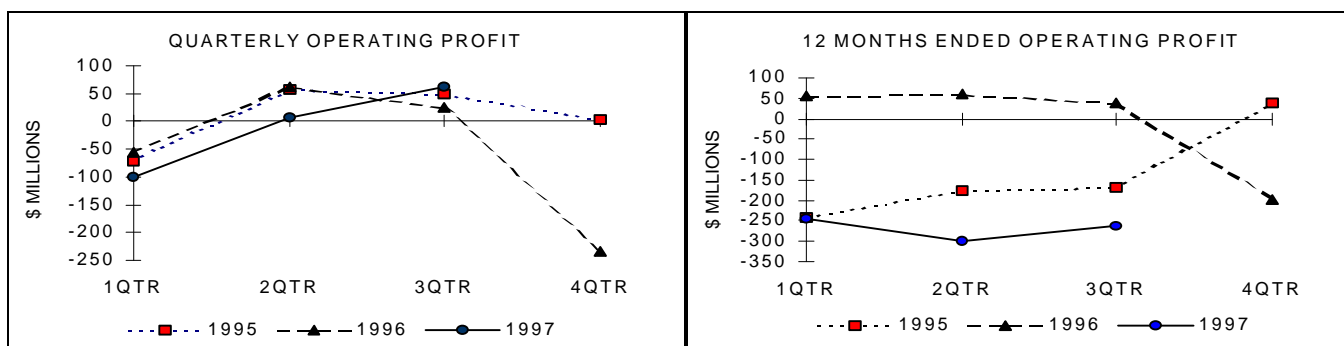 QUARTERLY OPERATING PROFIT
$ MILLIONS
100
50
0
-50
-100
-150
-200
-250
1QTR 2QTR 3QTR 4QTR
1995 1996 1997
12 MONTHS ENDED OPERATING PROFIT
$ MILLIONS
100
50
0
-50
-100
-150
-200
-250
-300
-350
1QTR 2QTR 3QTR 4QTR
1995 1996 1997